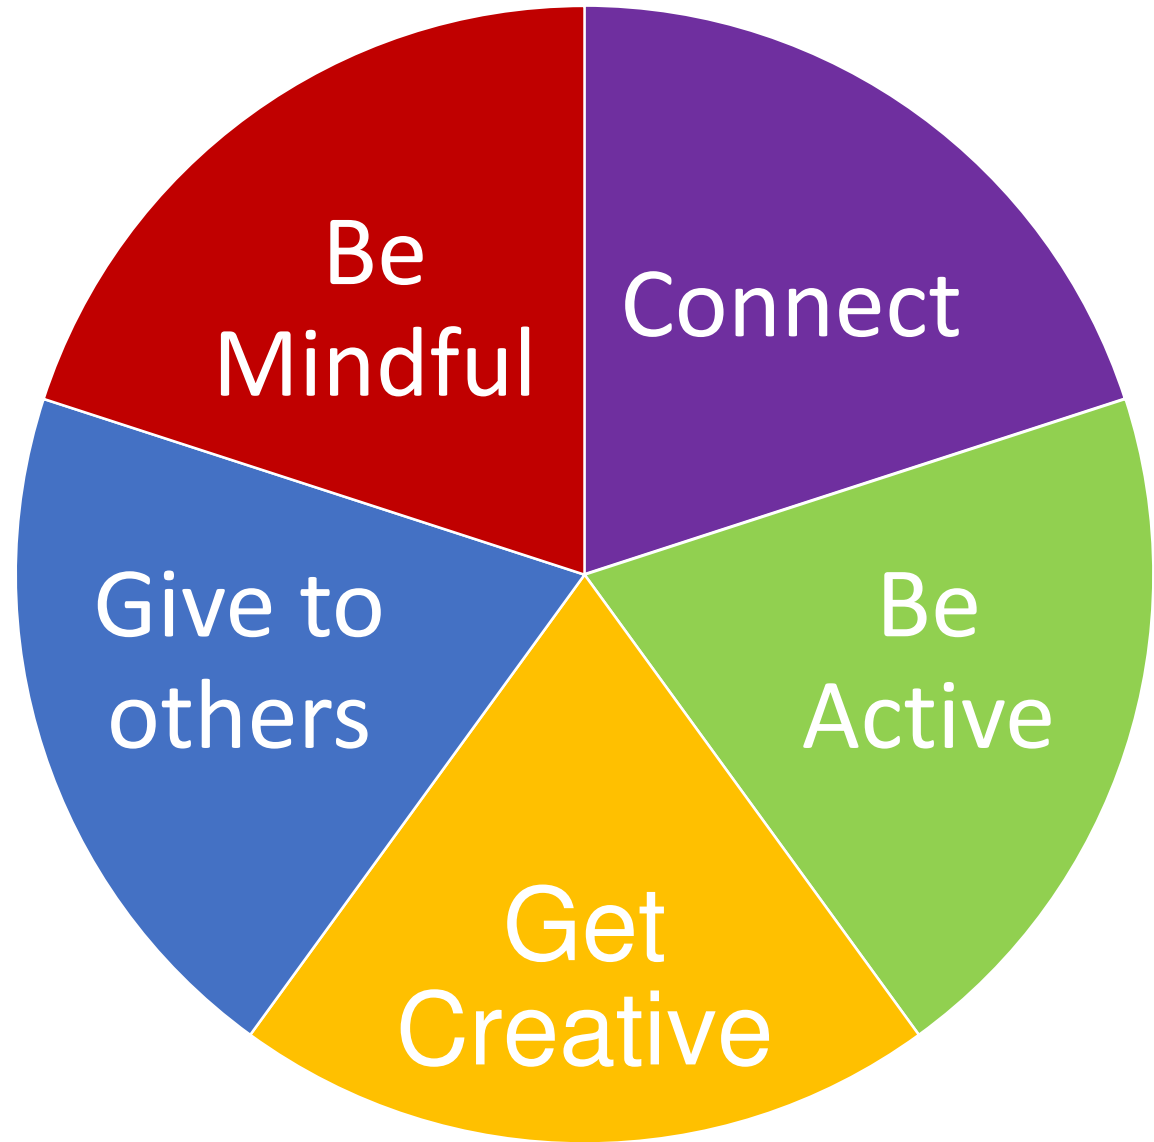 Be
Mindful
Connect
Be
Active
Get
Creative
Give to
others